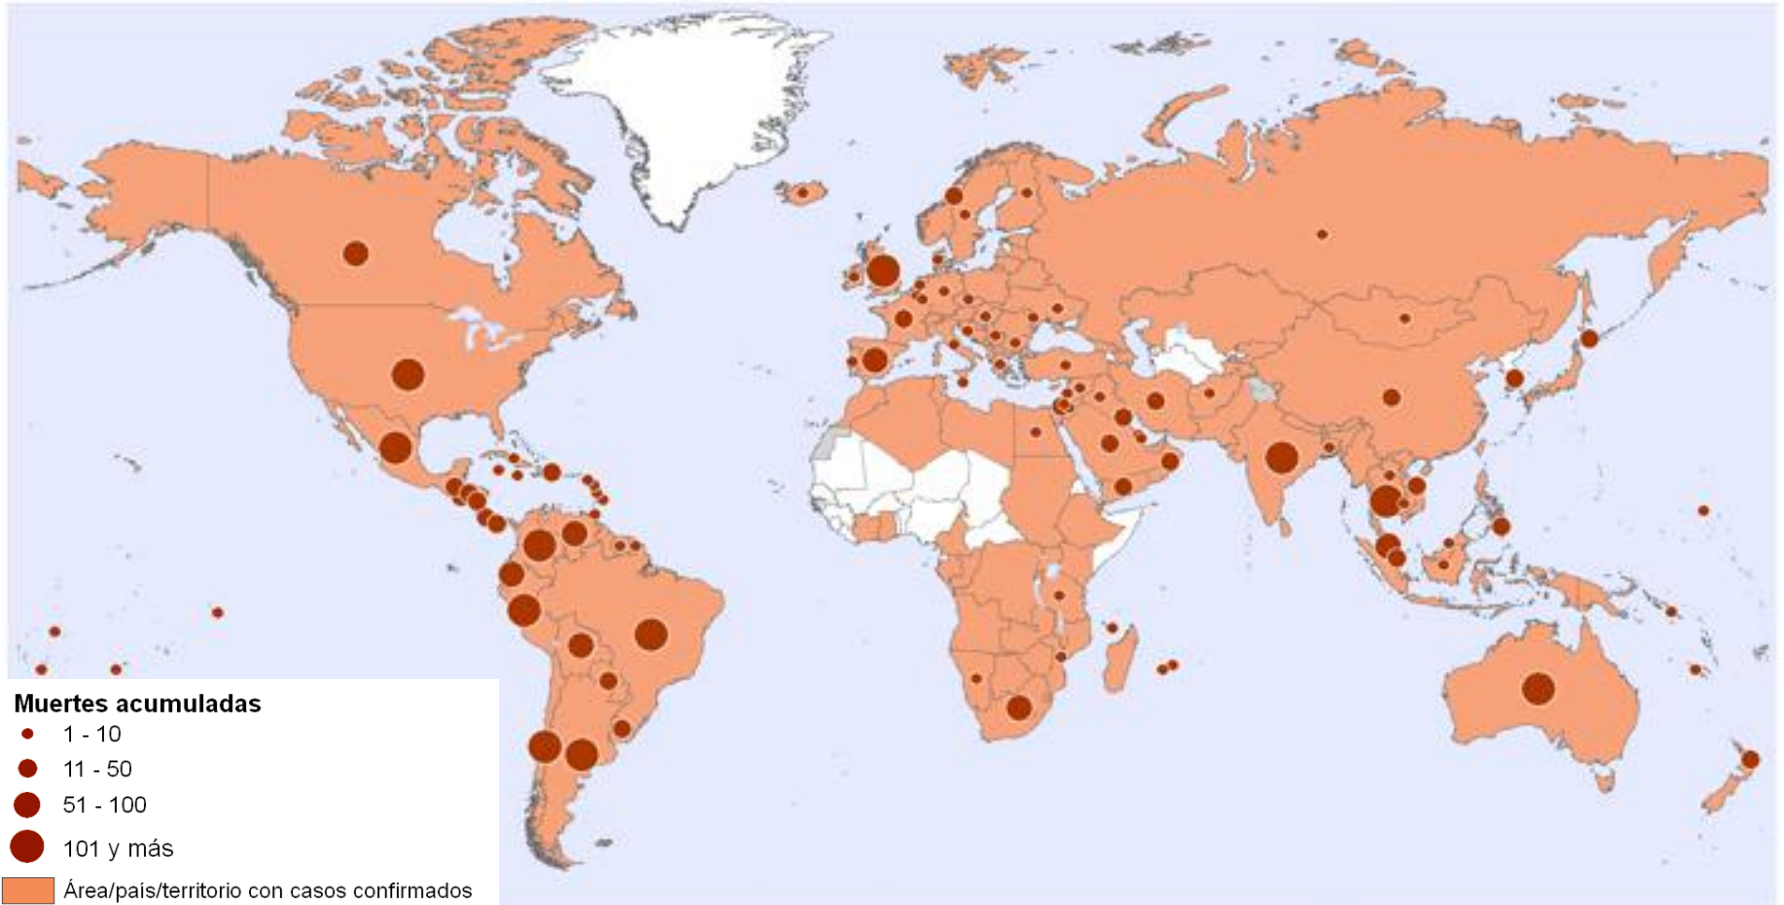 Muertes acumuladas
1 - 10
11 - 50
51 - 100
101 y más
Área/país/territorio con casos confirmados